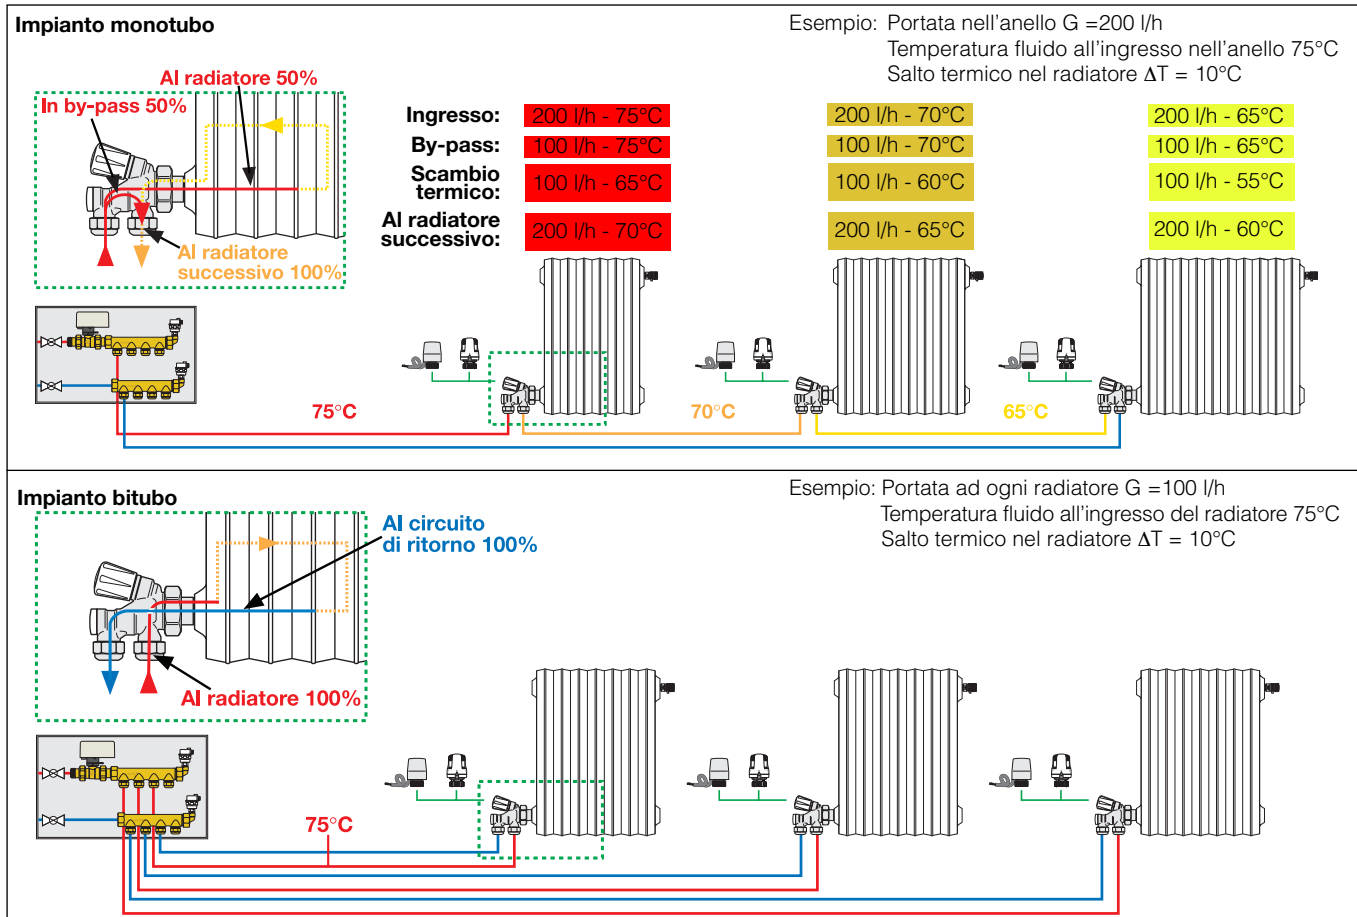 Impianto monotubo
Esempio: Portata nell'anello G =200 l/h
Temperatura fluido all'ingresso nell'anello 75°C
Salto termico nel radiatore ΔT = 10°C
Al radiatore 50%
In by-pass 50%
Al radiatore
successivo 100%
Ingresso: 200 l/h - 75°C 200 l/h - 70°C 200 l/h - 65°C
By-pass: 100 l/h - 75°C 100 l/h - 70°C 100 l/h - 65°C
Scambio
termico: 100 l/h - 65°C 100 l/h - 60°C 100 l/h - 55°C
Al radiatore
successivo: 200 l/h - 70°C 200 l/h - 65°C 200 l/h - 60°C
75°C 70°C 65°C
Impianto bitubo
Esempio: Portata ad ogni radiatore G =100 l/h
Temperatura fluido all'ingresso del radiatore 75°C
Salto termico nel radiatore ΔT = 10°C
Al circuito
di ritorno 100%
Al radiatore 100%
75°C